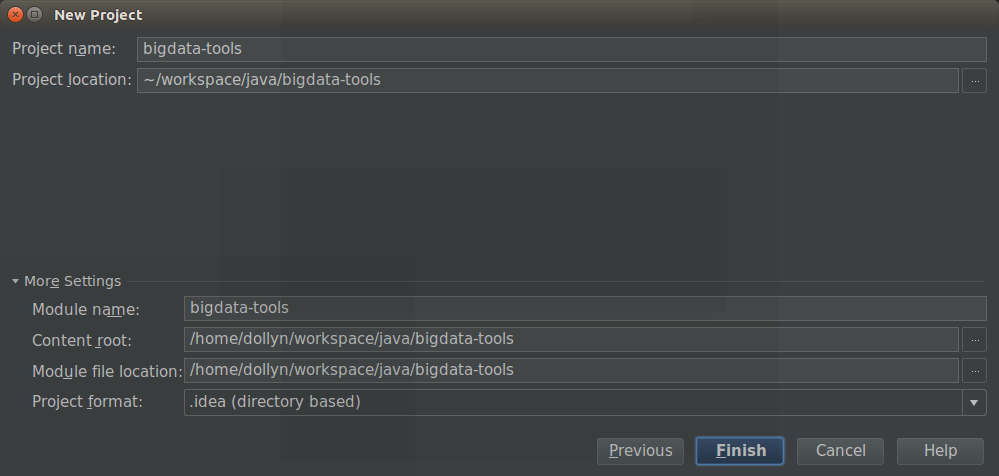 New Project
Project name: bigdata-tools
Project location: ~/workspace/java/bigdata-tools ...
More Settings
Module name: bigdata-tools
Content root: /home/dollyn/workspace/java/bigdata-tools ...
Module file location: /home/dollyn/workspace/java/bigdata-tools ...
Project format: .idea (directory based)
Previous Finish Cancel Help